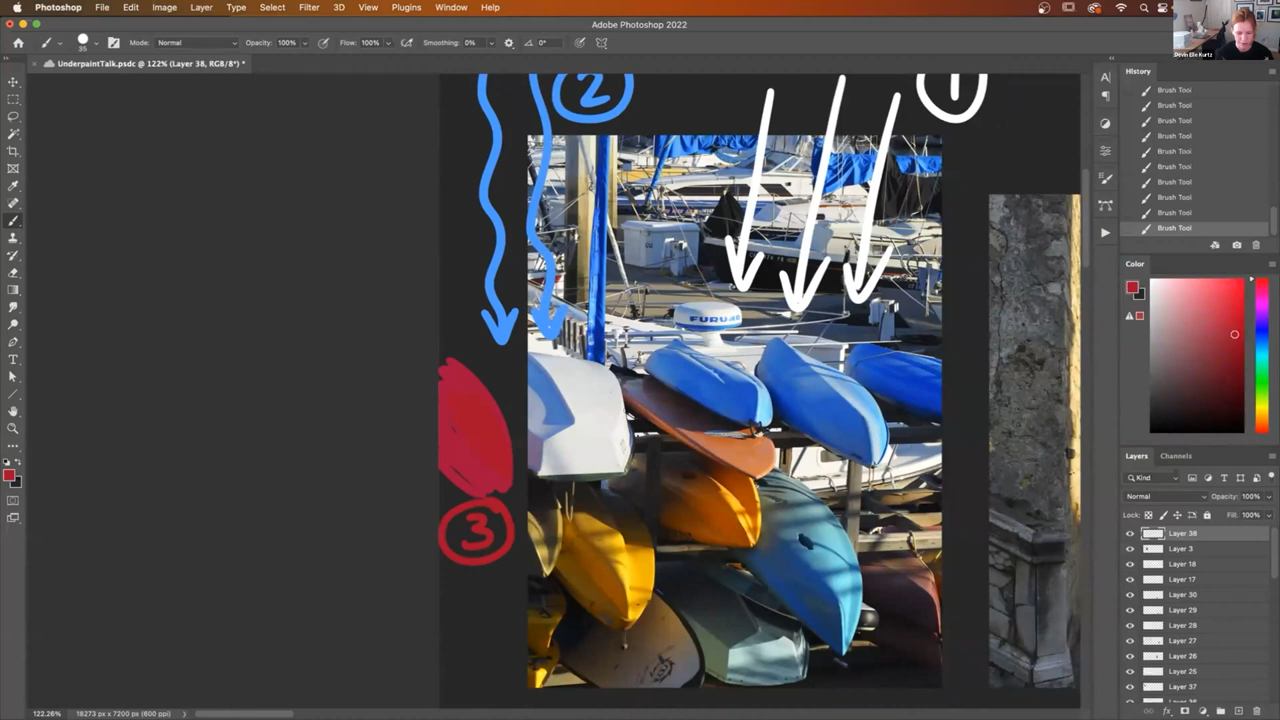 Photoshop File Edit Image Layer Type Select Filter 3D View Plugins Window Help
Adobe Photoshop 2022
35 Mode: Normal Opacity: 100% Flow: 100% Smoothing: 0% 0°
Devin Elle Kurtz
× UnderpaintTalk.psdc @ 122% (Layer 38, RGB/8*) *
History
Brush Tool
Brush Tool
Brush Tool
Brush Tool
Brush Tool
Brush Tool
Brush Tool
Brush Tool
Brush Tool
Brush Tool
2
1
FURUNO
3
Color
Layers Channels
Kind
Normal Opacity: 100%
Lock: Fill: 100%
Layer 38
Layer 3
Layer 18
Layer 17
Layer 30
Layer 29
Layer 28
Layer 27
Layer 26
Layer 25
Layer 37
122.26% 18273 px x 7200 px (600 ppi)